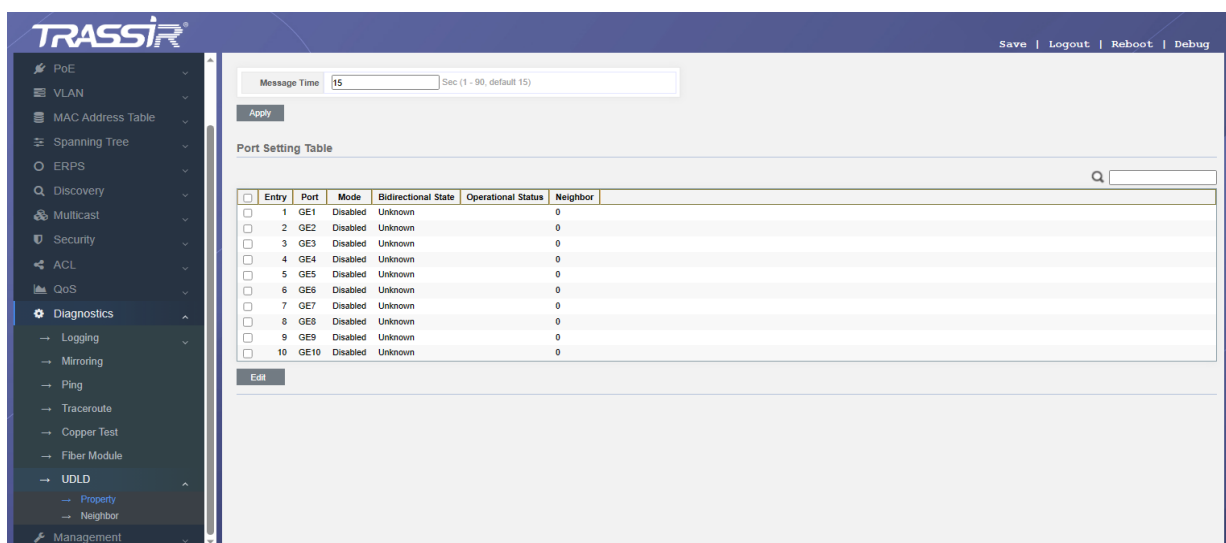 TRASSIR
Save | Logout | Reboot | Debug
PoE
VLAN
MAC Address Table
Spanning Tree
ERPS
Discovery
Multicast
Security
ACL
QoS
Diagnostics
→ Logging
→ Mirroring
→ Ping
→ Traceroute
→ Copper Test
→ Fiber Module
→ UDLD
→ Property
→ Neighbor
Management
Message Time 15 Sec (1 - 90, default 15)
Apply
Port Setting Table
Entry Port Mode Bidirectional State Operational Status Neighbor
1 GE1 Disabled Unknown 0
2 GE2 Disabled Unknown 0
3 GE3 Disabled Unknown 0
4 GE4 Disabled Unknown 0
5 GE5 Disabled Unknown 0
6 GE6 Disabled Unknown 0
7 GE7 Disabled Unknown 0
8 GE8 Disabled Unknown 0
9 GE9 Disabled Unknown 0
10 GE10 Disabled Unknown 0
Edit